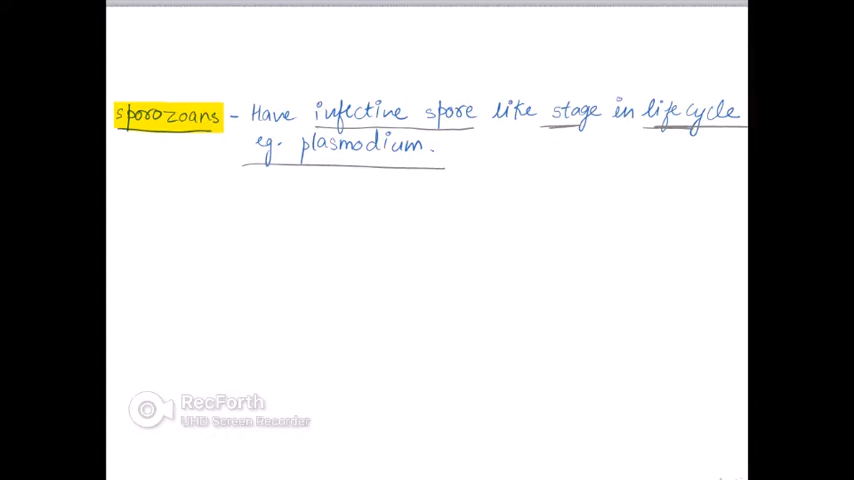 sporozoans - Have infective spore like stage in lifecycle
eg. plasmodium.
RecForth
UHD Screen Recorder